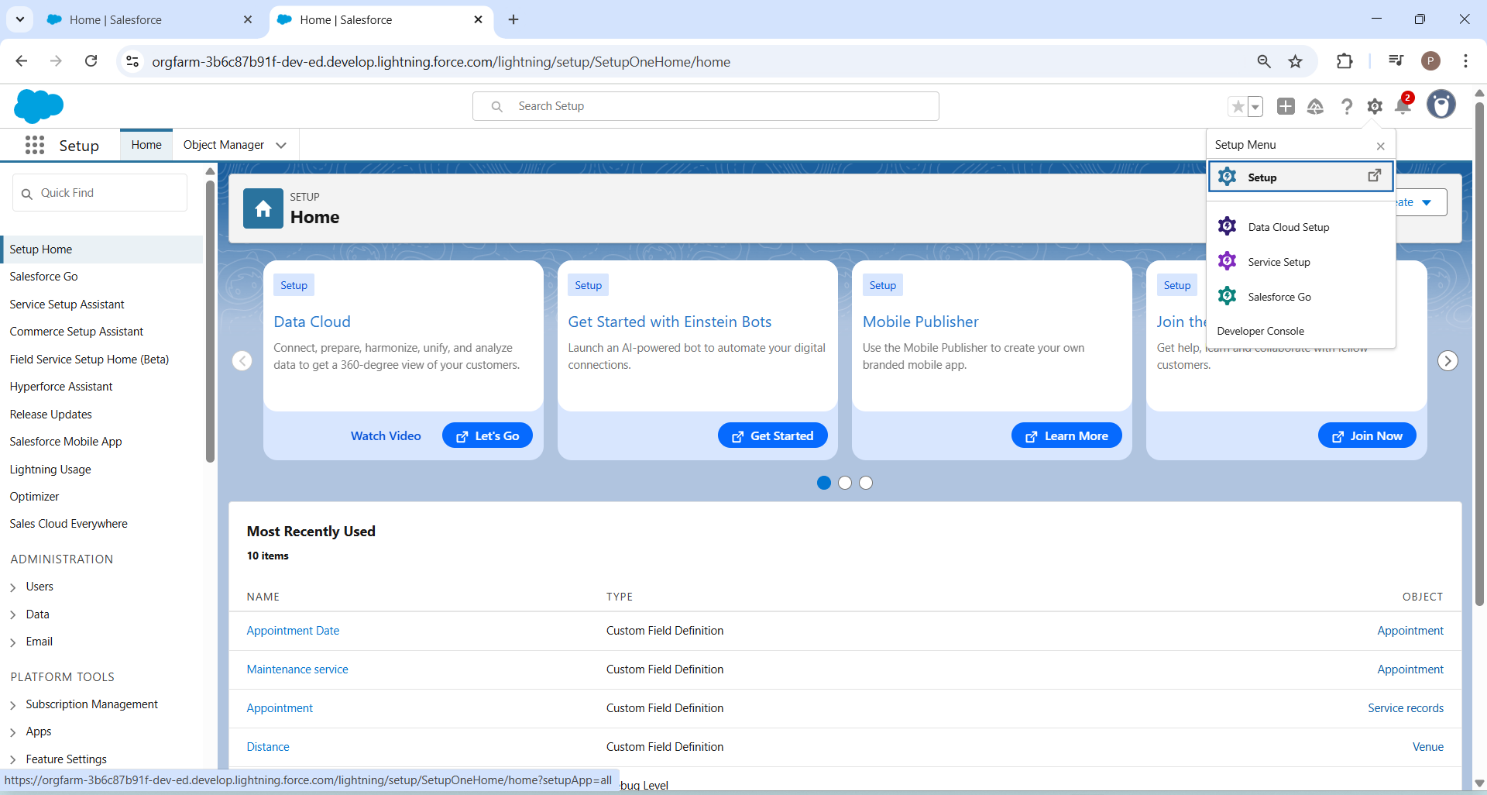 Home | Salesforce
Home | Salesforce
orgfarm-3b6c87b91f-dev-ed.develop.lightning.force.com/lightning/setup/SetupOneHome/home
P
Search Setup
2
Setup
Home
Object Manager
Setup Menu
Setup
Data Cloud Setup
Service Setup
Salesforce Go
Developer Console
Quick Find
Setup Home
Salesforce Go
Service Setup Assistant
Commerce Setup Assistant
Field Service Setup Home (Beta)
Hyperforce Assistant
Release Updates
Salesforce Mobile App
Lightning Usage
Optimizer
Sales Cloud Everywhere
ADMINISTRATION
Users
Data
Email
PLATFORM TOOLS
Subscription Management
Apps
Feature Settings
SETUP
Home
Setup
Data Cloud
Connect, prepare, harmonize, unify, and analyze
data to get a 360-degree view of your customers.
Watch Video
Let's Go
Setup
Get Started with Einstein Bots
Launch an AI-powered bot to automate your digital
connections.
Get Started
Setup
Mobile Publisher
Use the Mobile Publisher to create your own
branded mobile app.
Learn More
Setup
Join the
Get help, learn and collaborate with fellow
customers.
Join Now
Most Recently Used
10 items
NAME TYPE OBJECT
Appointment Date Custom Field Definition Appointment
Maintenance service Custom Field Definition Appointment
Appointment Custom Field Definition Service records
Distance Custom Field Definition Venue
Level
https://orgfarm-3b6c87b91f-dev-ed.develop.lightning.force.com/lightning/setup/SetupOneHome/home?setupApp=all